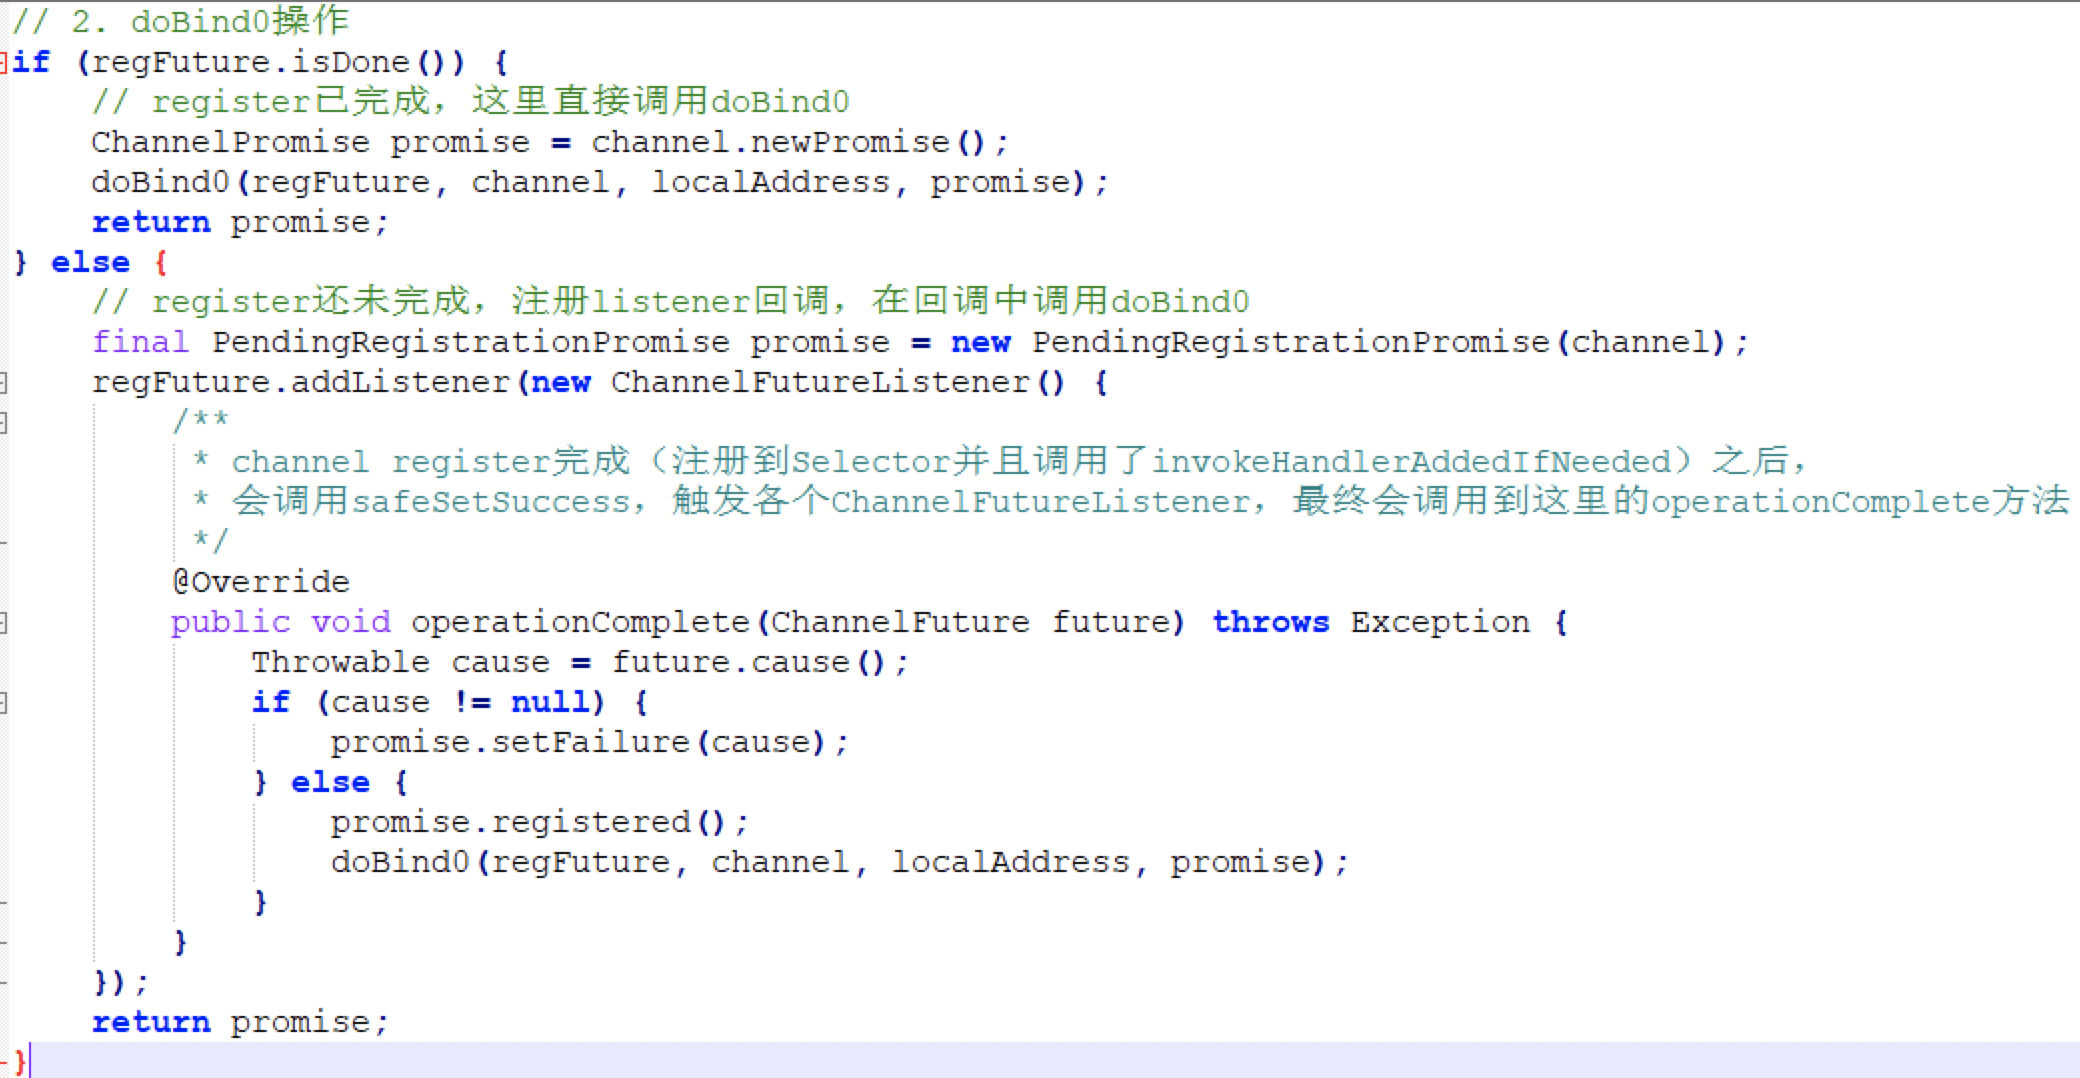 // 2. doBind0操作
if (regFuture.isDone()) {
    // register已完成，这里直接调用doBind0
    ChannelPromise promise = channel.newPromise();
    doBind0(regFuture, channel, localAddress, promise);
    return promise;
} else {
    // register还未完成，注册listener回调，在回调中调用doBind0
    final PendingRegistrationPromise promise = new PendingRegistrationPromise(channel);
    regFuture.addListener(new ChannelFutureListener() {
        /**
         * channel register完成（注册到Selector并且调用了invokeHandlerAddedIfNeeded）之后，
         * 会调用safeSetSuccess，触发各个ChannelFutureListener，最终会调用到这里的operationComplete方法
         */
        @Override
        public void operationComplete(ChannelFuture future) throws Exception {
            Throwable cause = future.cause();
            if (cause != null) {
                promise.setFailure(cause);
            } else {
                promise.registered();
                doBind0(regFuture, channel, localAddress, promise);
            }
        }
    });
    return promise;
}